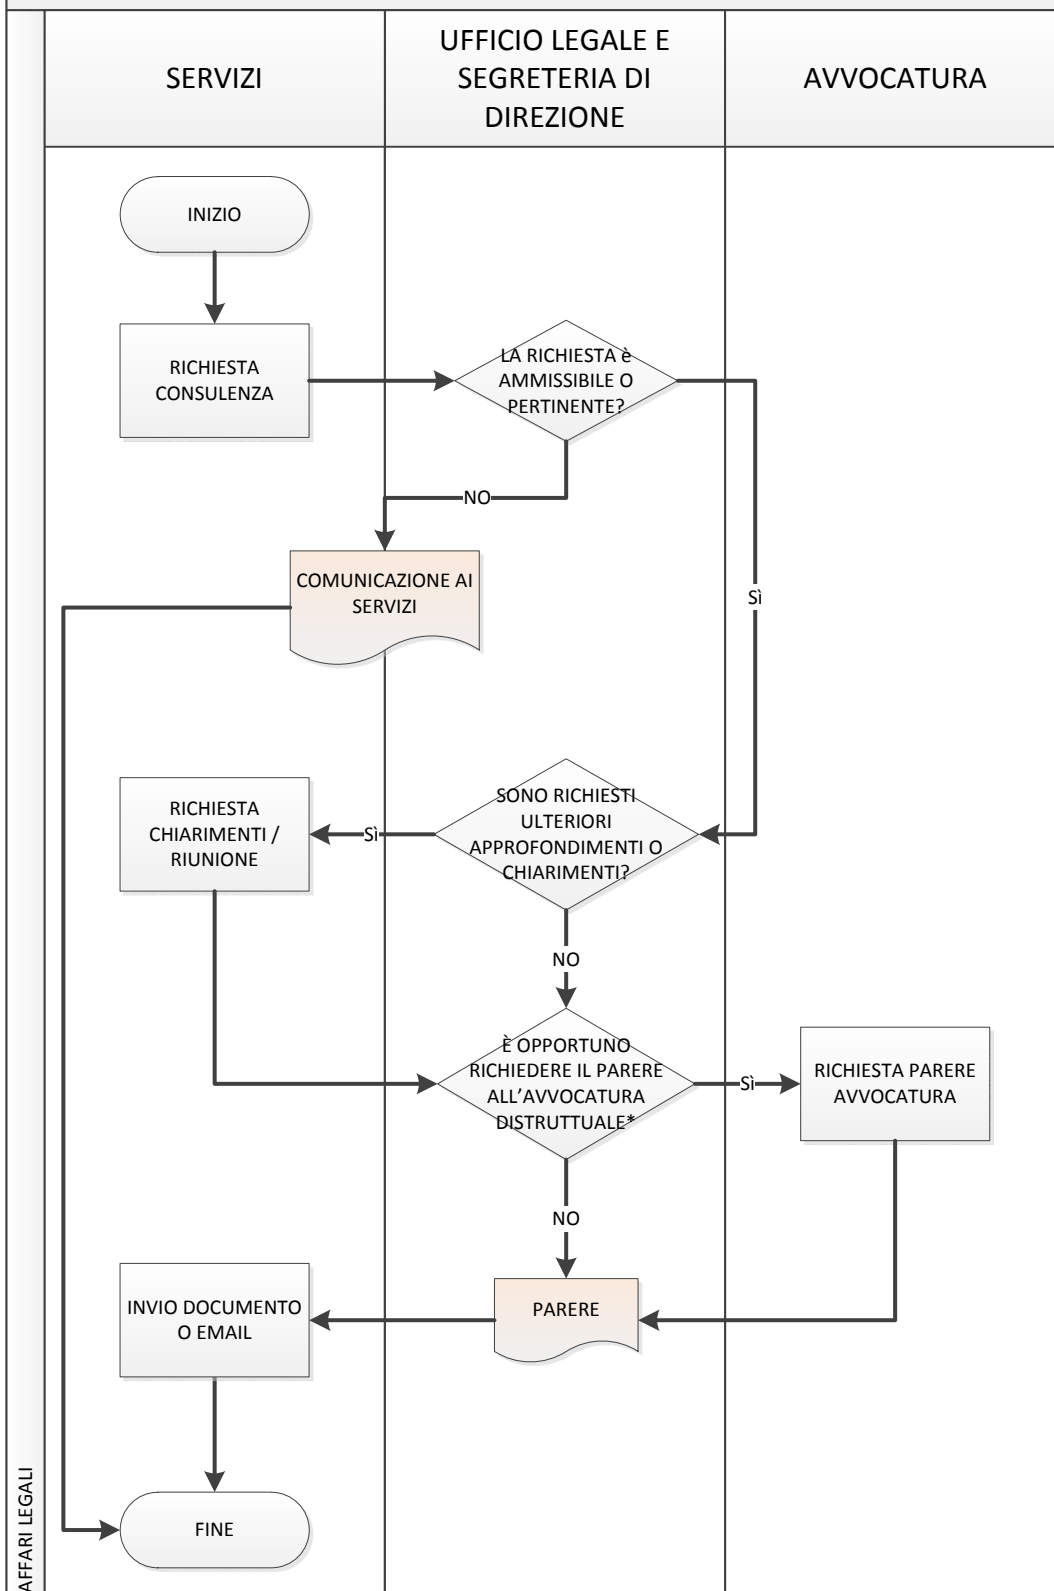 SERVIZI
UFFICIO LEGALE E
SEGRETERIA DI
DIREZIONE
AVVOCATURA
INIZIO
RICHIESTA
CONSULENZA
LA RICHIESTA è
AMMISSIBILE O
PERTINENTE?
NO
COMUNICAZIONE AI
SERVIZI
Sì
RICHIESTA
CHIARIMENTI /
RIUNIONE
Sì
SONO RICHIESTI
ULTERIORI
APPROFONDIMENTI O
CHIARIMENTI?
NO
È OPPORTUNO
RICHIEDERE IL PARERE
ALL’AVVOCATURA
DISTRUTTUALE*
Sì
RICHIESTA PARERE
AVVOCATURA
NO
INVIO DOCUMENTO
O EMAIL
PARERE
FINE
AFFARI LEGALI